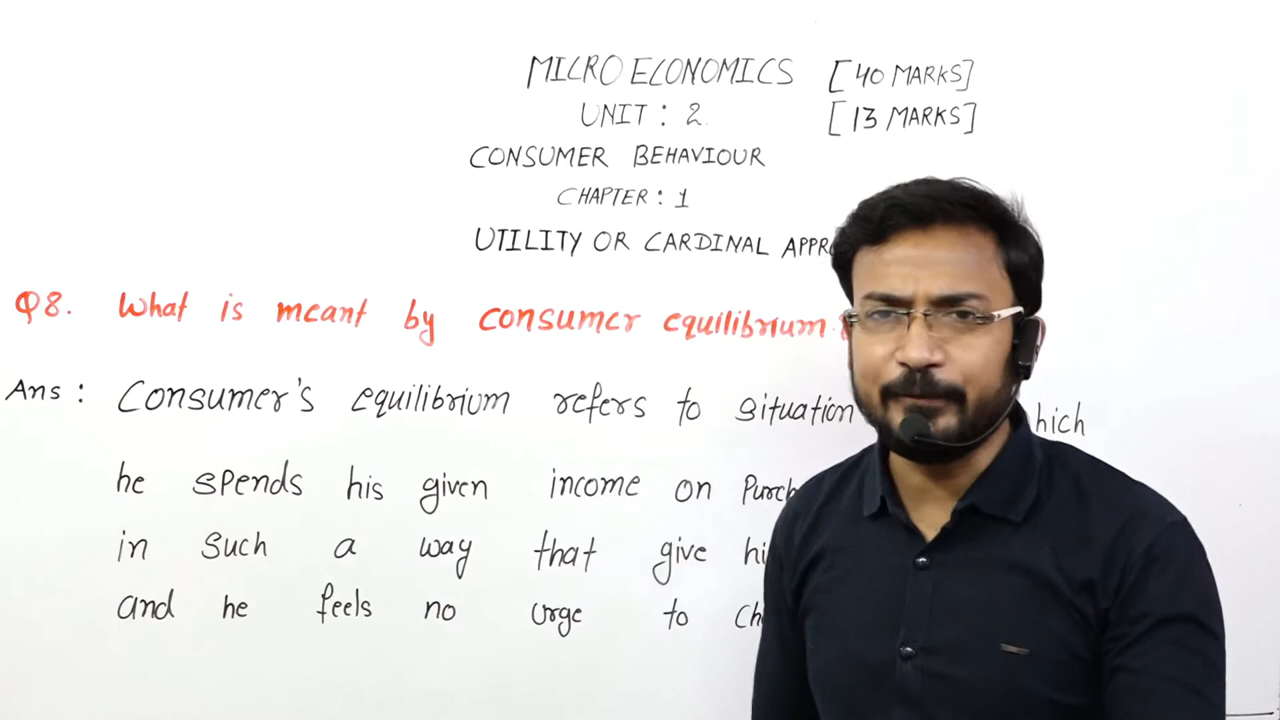 MICRO ECONOMICS [40 MARKS]
UNIT : 2. [13 MARKS]
CONSUMER BEHAVIOUR
CHAPTER : 1
UTILITY OR CARDINAL APPRO
Q8. What is meant by consumer equilibrium
Ans : Consumer's equilibrium refers to situation hich
he spends his given income on Purch
in such a way that give hi
and he feels no urge to ch